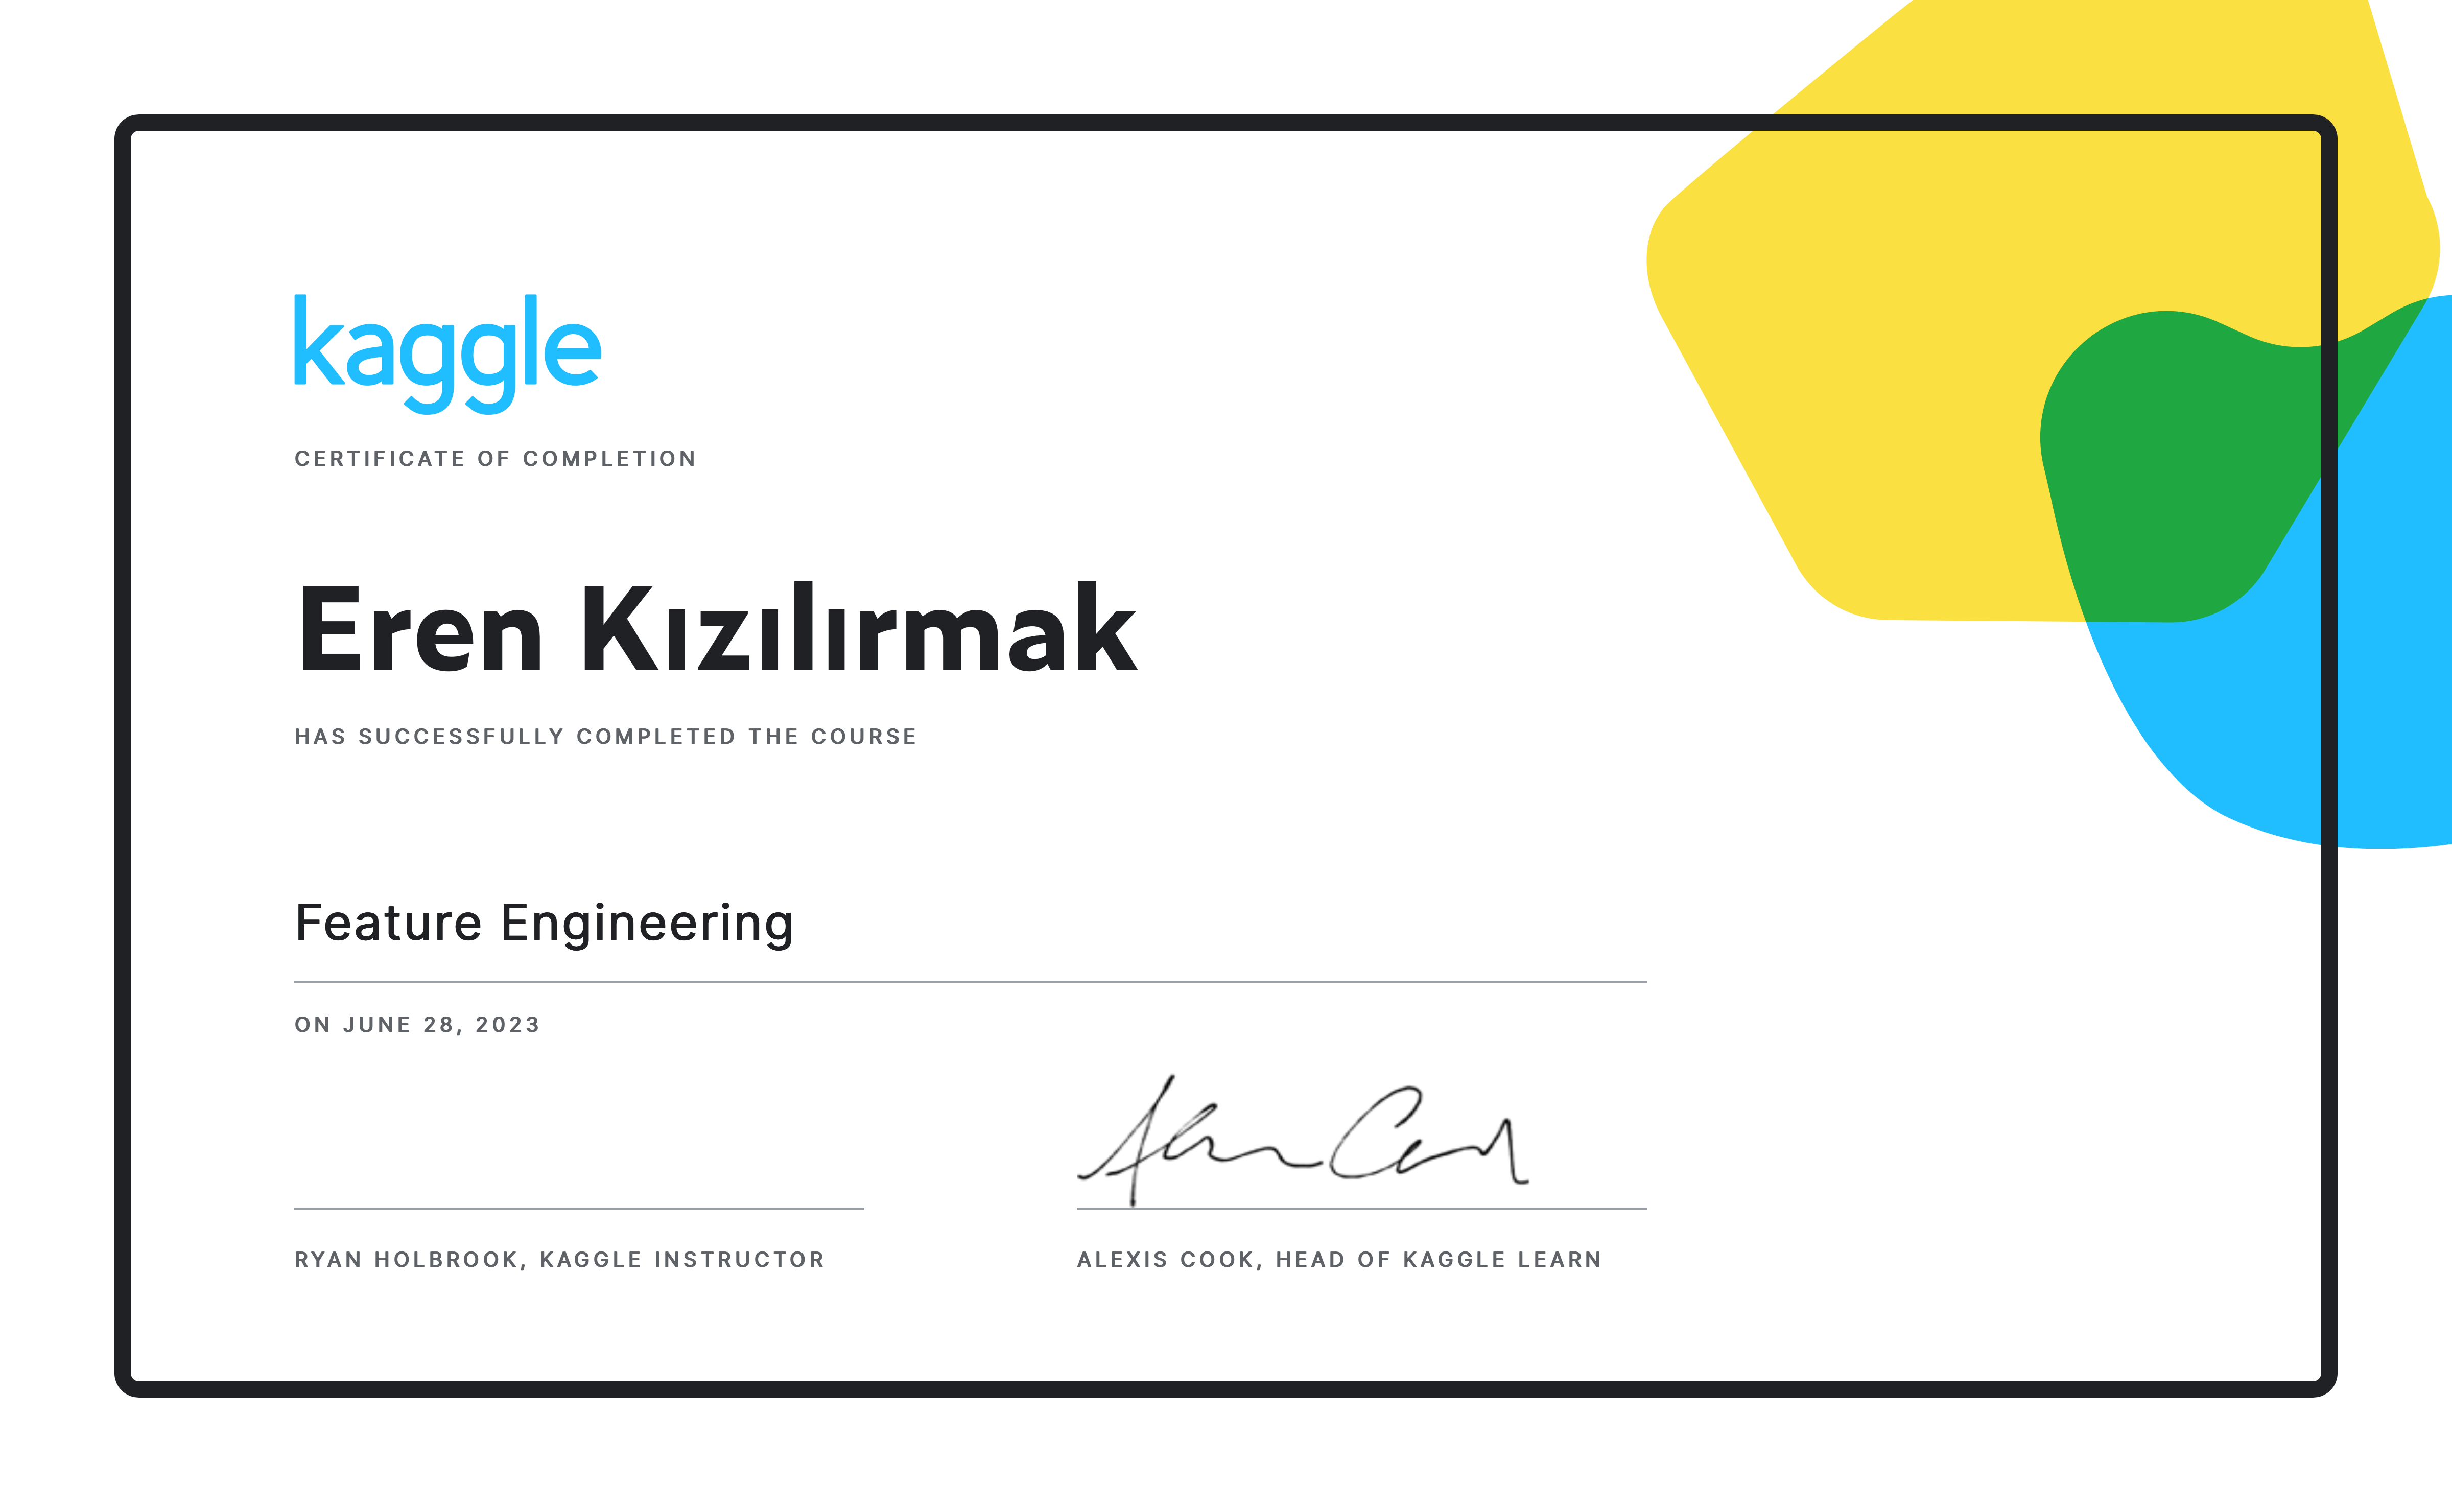 kaggle
CERTIFICATE OF COMPLETION
Eren Kızılırmak
HAS SUCCESSFULLY COMPLETED THE COURSE
Feature Engineering
ON JUNE 28, 2023
RYAN HOLBROOK, KAGGLE INSTRUCTOR
ALEXIS COOK, HEAD OF KAGGLE LEARN